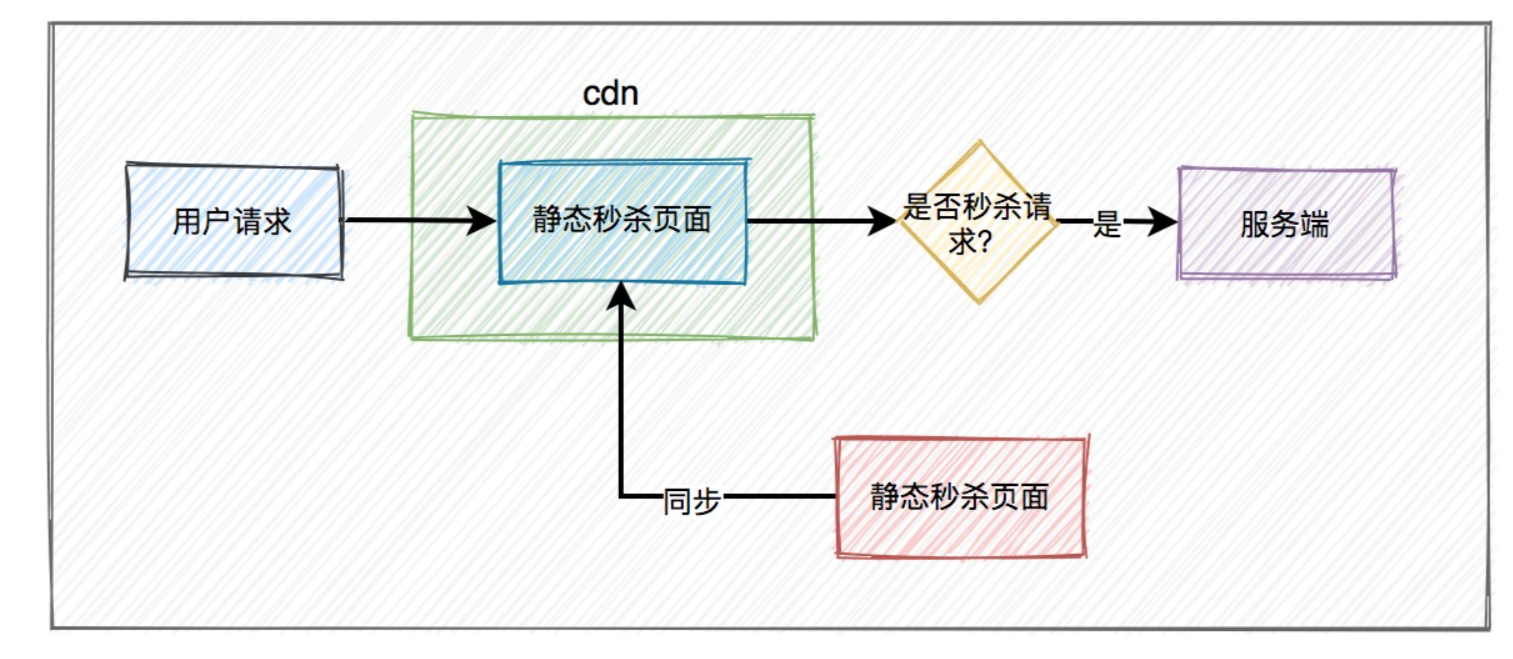 cdn
用户请求
静态秒杀页面
是否秒杀请
求?
是
服务端
同步
静态秒杀页面